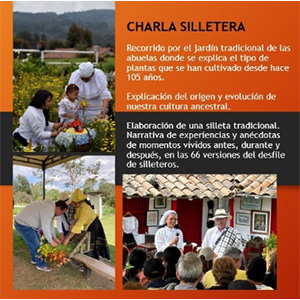 CHARLA SILLETERA
Recorrido por el jardín tradicional de las
abuelas donde se explica el tipo de
plantas que se han cultivado desde hace
105 años.
Explicación del origen y evolución de
nuestra cultura ancestral.
Elaboración de una silleta tradicional.
Narrativa de experiencias y anécdotas
de momentos vividos antes, durante y
después, en las 66 versiones del desfile
de silleteros.